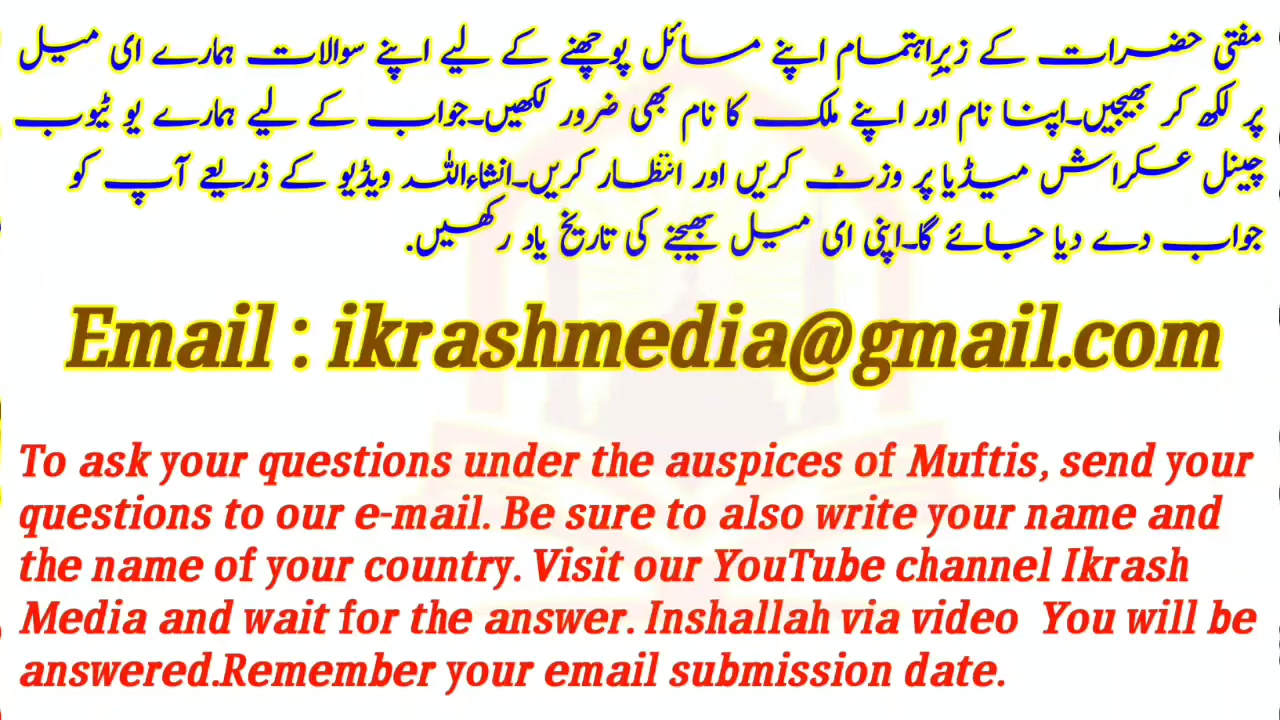 مفتی حضرات کے زیرِاہتمام اپنے مسائل پوچھنے کے لیے اپنے سوالات ہمارے ای میل
پر لکھ کر بھیجیں۔اپنا نام اور اپنے ملک کا نام بھی ضرور لکھیں۔جواب کے لیے ہمارے یو ٹیوب
چینل عکراش میڈیا پر وزٹ کریں اور انتظار کریں۔انشاءاللہ ویڈیو کے ذریعے آپ کو
جواب دے دیا جائے گا۔اپنی ای میل بھیجنے کی تاریخ یاد رکھیں.
Email : ikrashmedia@gmail.com
To ask your questions under the auspices of Muftis, send your
questions to our e-mail. Be sure to also write your name and
the name of your country. Visit our YouTube channel Ikrash
Media and wait for the answer. Inshallah via video  You will be
answered.Remember your email submission date.